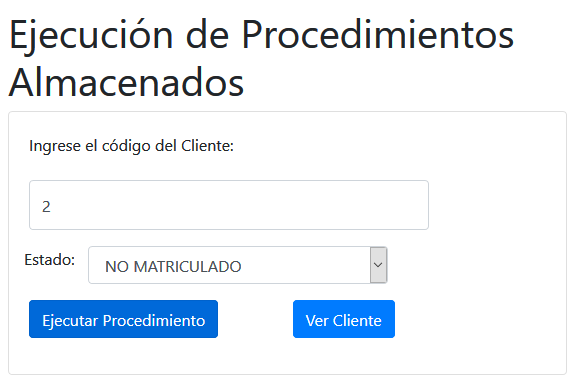 Ejecución de Procedimientos
Almacenados
Ingrese el código del Cliente:
2
Estado: NO MATRICULADO
Ejecutar Procedimiento Ver Cliente